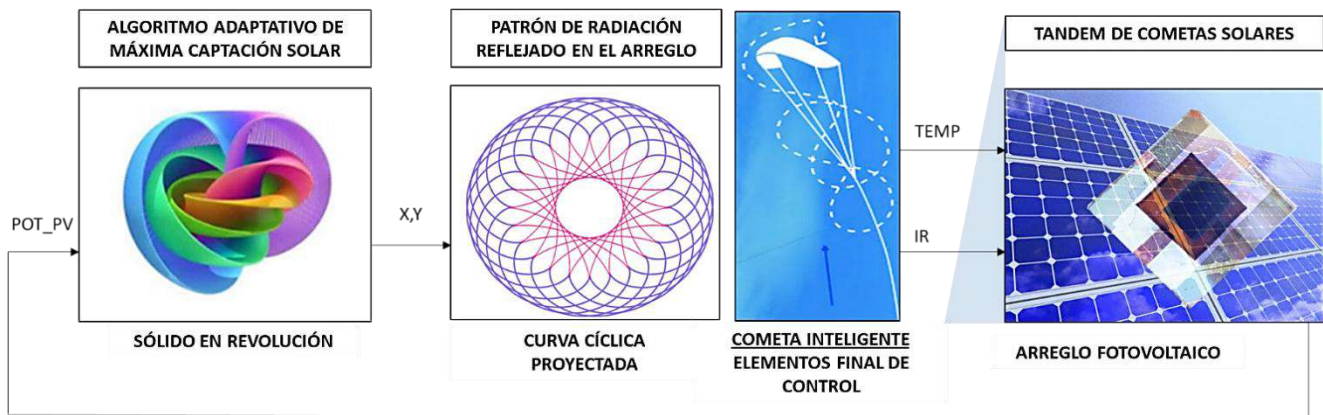 ALGORITMO ADAPTATIVO DE
MÁXIMA CAPTACIÓN SOLAR
PATRÓN DE RADIACIÓN
REFLEJADO EN EL ARREGLO
TANDEM DE COMETAS SOLARES
POT_PV
X,Y
TEMP
IR
SÓLIDO EN REVOLUCIÓN
CURVA CÍCLICA
PROYECTADA
COMETA INTELIGENTE
ELEMENTOS FINAL DE
CONTROL
ARREGLO FOTOVOLTAICO